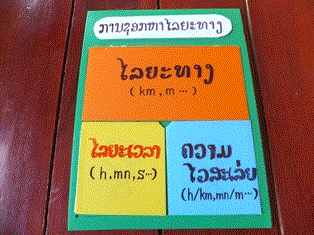 ການຊອກຫາໄລຍະທາງ
ໄລຍະທາງ
(km,m…)
ໄລຍະເວລາ
(h,mn,s…)
ຄວາມ
ໄວສະເລ່ຍ
(h/km,mn/m…)